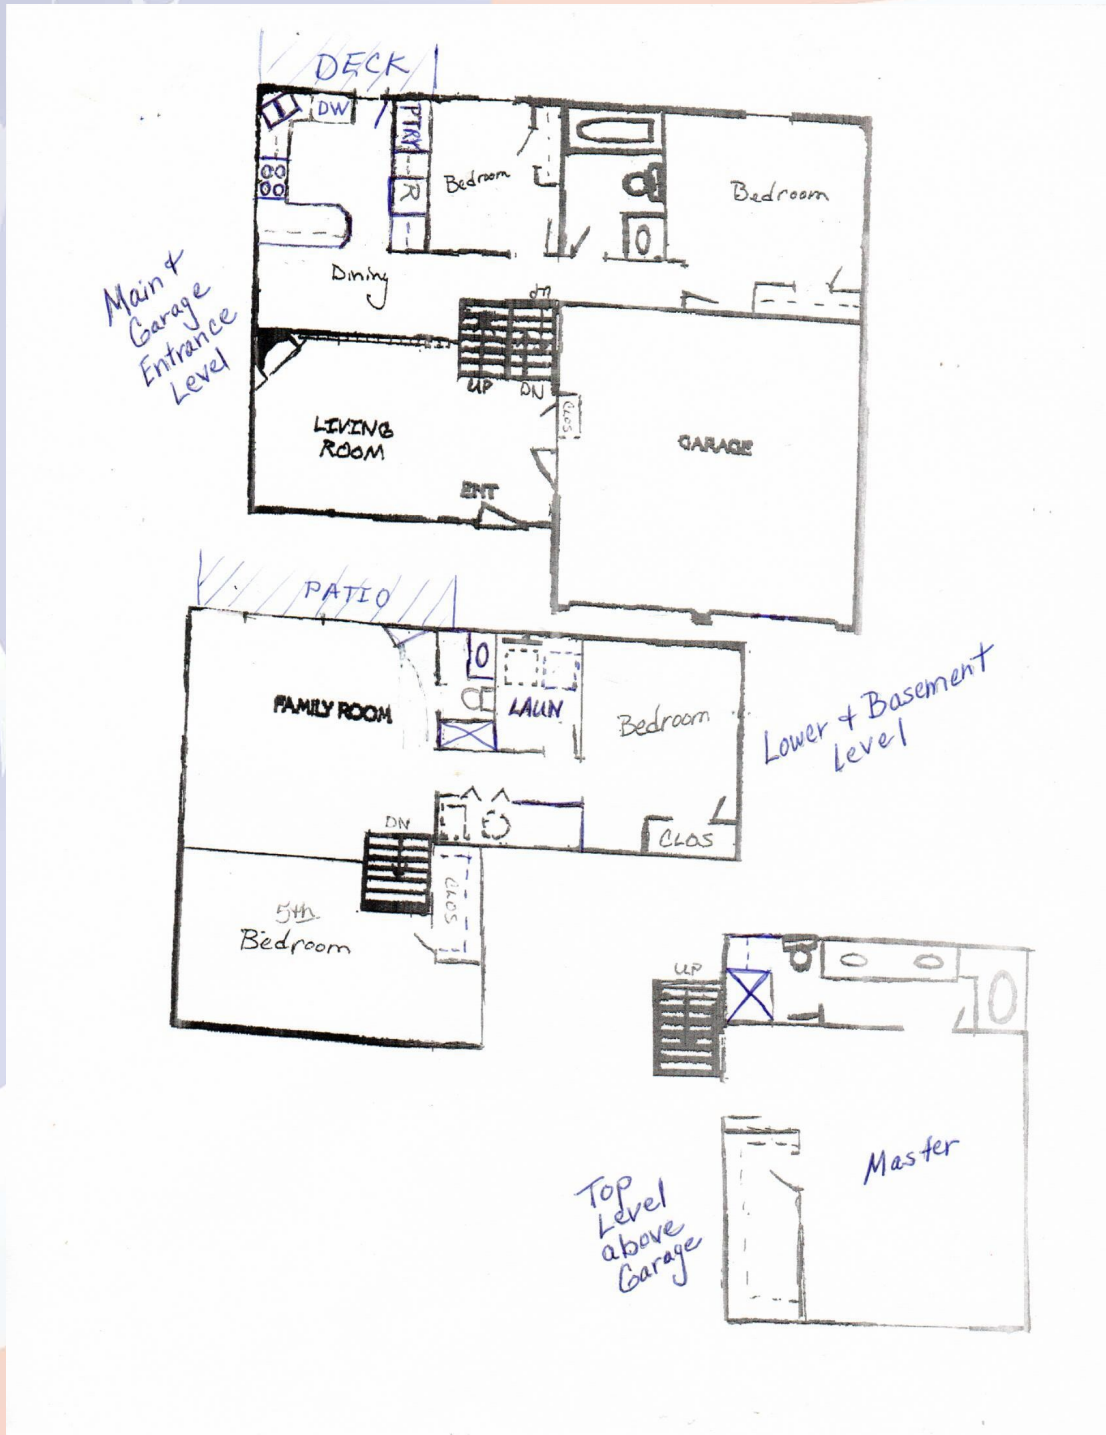 DECK
DW
PTRY
R
Bedroom
Bedroom
Dining
Main +
Garage
Entrance
Level
UP
DN
CLOS
LIVING
ROOM
GARAGE
ENT
PATIO
FAMILY ROOM
LAUN
Bedroom
Lower + Basement
Level
DN
CLOS
CLOS
5th
Bedroom
UP
Master
Top
Level
above
Garage